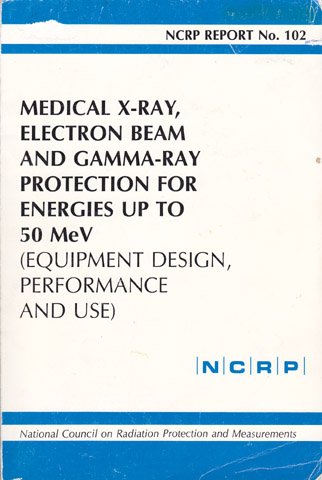 NCRP REPORT No. 102
MEDICAL X-RAY,
ELECTRON BEAM
AND GAMMA-RAY
PROTECTION FOR
ENERGIES UP TO
50 MeV
(EQUIPMENT DESIGN,
PERFORMANCE
AND USE)
|N|C|R|P|
National Council on Radiation Protection and Measurements